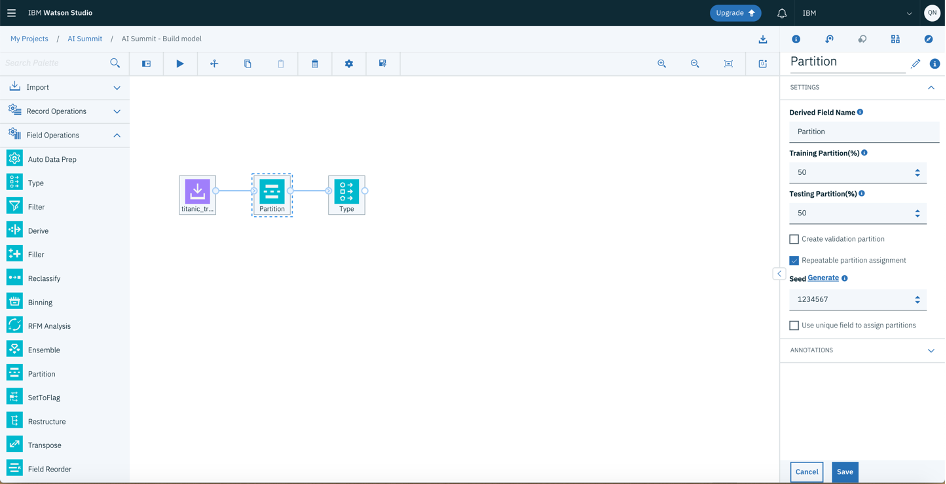 IBM Watson Studio
Upgrade
IBM
QN
My Projects / AI Summit / AI Summit - Build model
Search Palette
Import
Record Operations
Field Operations
Auto Data Prep
Type
Filter
Derive
Filler
Reclassify
Binning
RFM Analysis
Ensemble
Partition
SetToFlag
Restructure
Transpose
Field Reorder
titanic_tr...
Partition
Type
Partition
SETTINGS
Derived Field Name
Partition
Training Partition(%)
50
Testing Partition(%)
50
Create validation partition
Repeatable partition assignment
Seed Generate
1234567
Use unique field to assign partitions
ANNOTATIONS
Cancel
Save